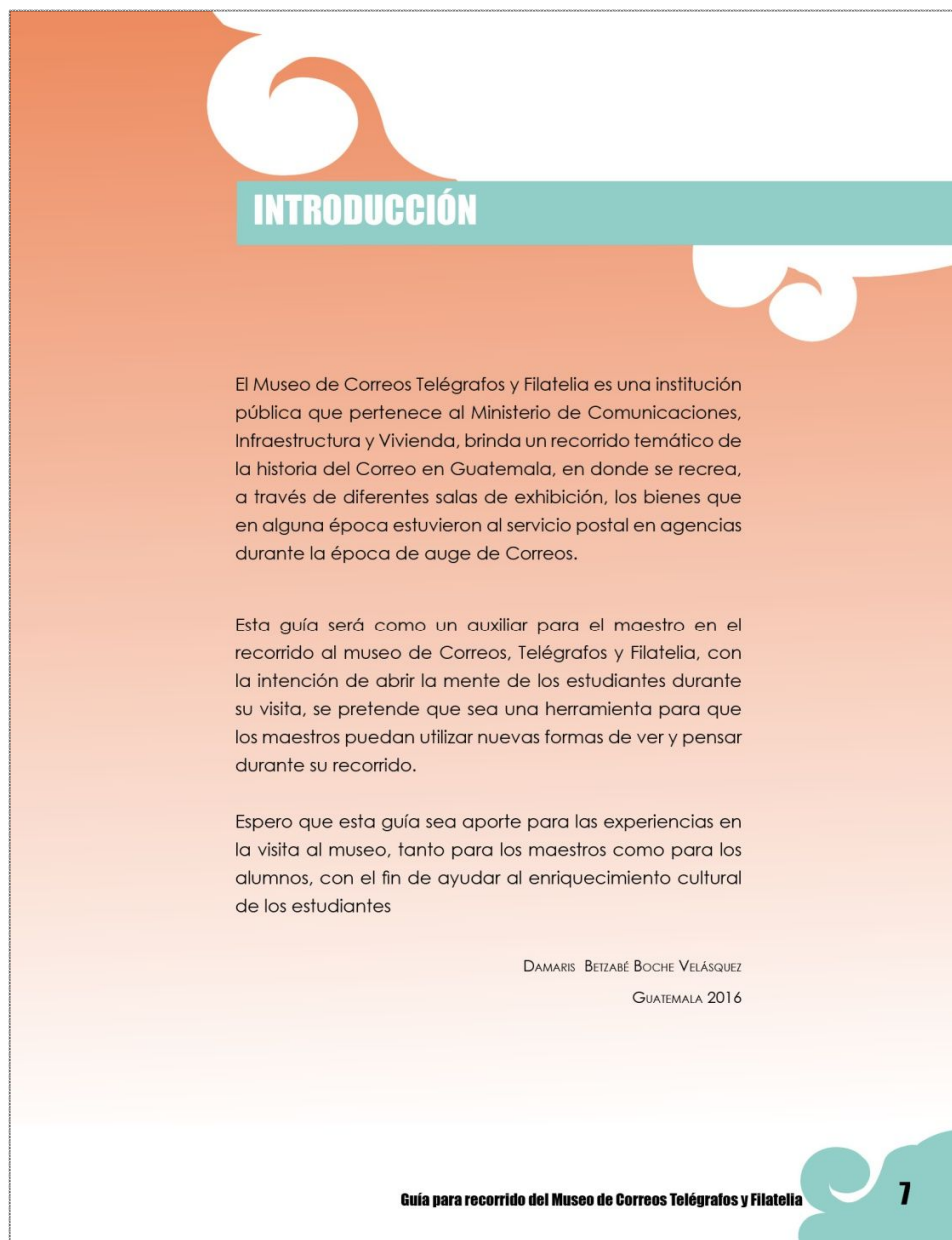 INTRODUCCIÓN
El Museo de Correos Telégrafos y Filatelia es una institución
pública que pertenece al Ministerio de Comunicaciones,
Infraestructura y Vivienda, brinda un recorrido temático de
la historia del Correo en Guatemala, en donde se recrea,
a través de diferentes salas de exhibición, los bienes que
en alguna época estuvieron al servicio postal en agencias
durante la época de auge de Correos.
Esta guía será como un auxiliar para el maestro en el
recorrido al museo de Correos, Telégrafos y Filatelia, con
la intención de abrir la mente de los estudiantes durante
su visita, se pretende que sea una herramienta para que
los maestros puedan utilizar nuevas formas de ver y pensar
durante su recorrido.
Espero que esta guía sea aporte para las experiencias en
la visita al museo, tanto para los maestros como para los
alumnos, con el fin de ayudar al enriquecimiento cultural
de los estudiantes
Damaris Betzabé Boche Velásquez
Guatemala 2016
Guía para recorrido del Museo de Correos Telégrafos y Filatelia 7